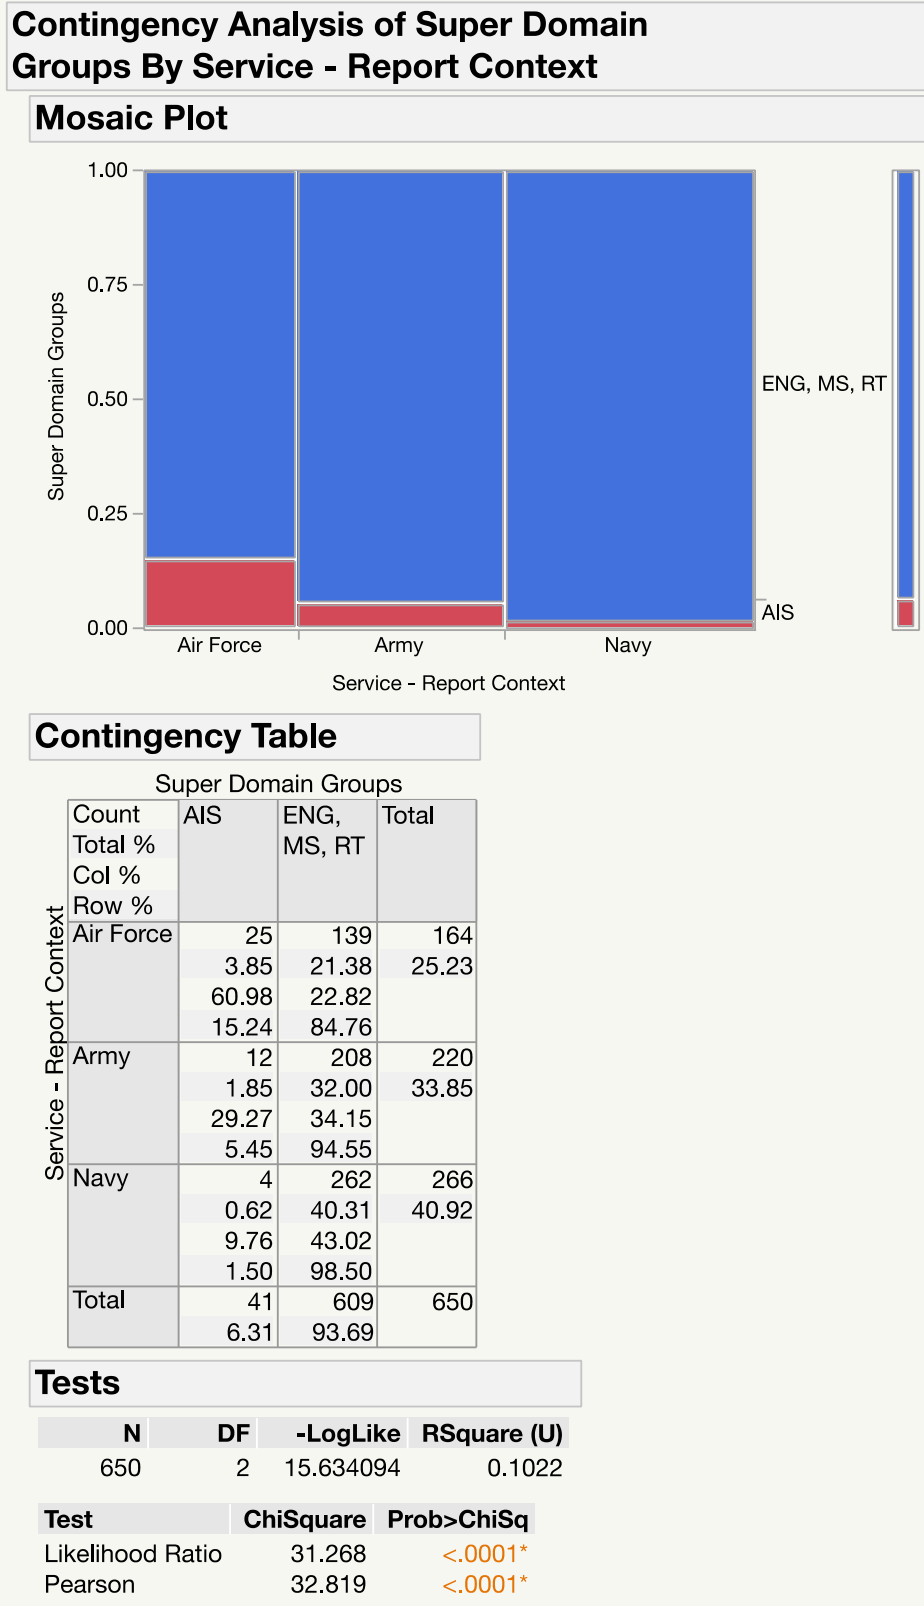 Contingency Analysis of Super Domain
Groups By Service - Report Context
Mosaic Plot
1.00
0.75
0.50
0.25
0.00
Super Domain Groups
ENG, MS, RT
AIS
Air Force Army Navy
Service - Report Context
Contingency Table
Super Domain Groups
Service - Report Context
Count AIS ENG, Total
Total % MS, RT
Col %
Row %
Air Force 25 139 164
3.85 21.38 25.23
60.98 22.82
15.24 84.76
Army 12 208 220
1.85 32.00 33.85
29.27 34.15
5.45 94.55
Navy 4 262 266
0.62 40.31 40.92
9.76 43.02
1.50 98.50
Total 41 609 650
6.31 93.69
Tests
N DF -LogLike RSquare (U)
650 2 15.634094 0.1022
Test ChiSquare Prob>ChiSq
Likelihood Ratio 31.268 <.0001*
Pearson 32.819 <.0001*